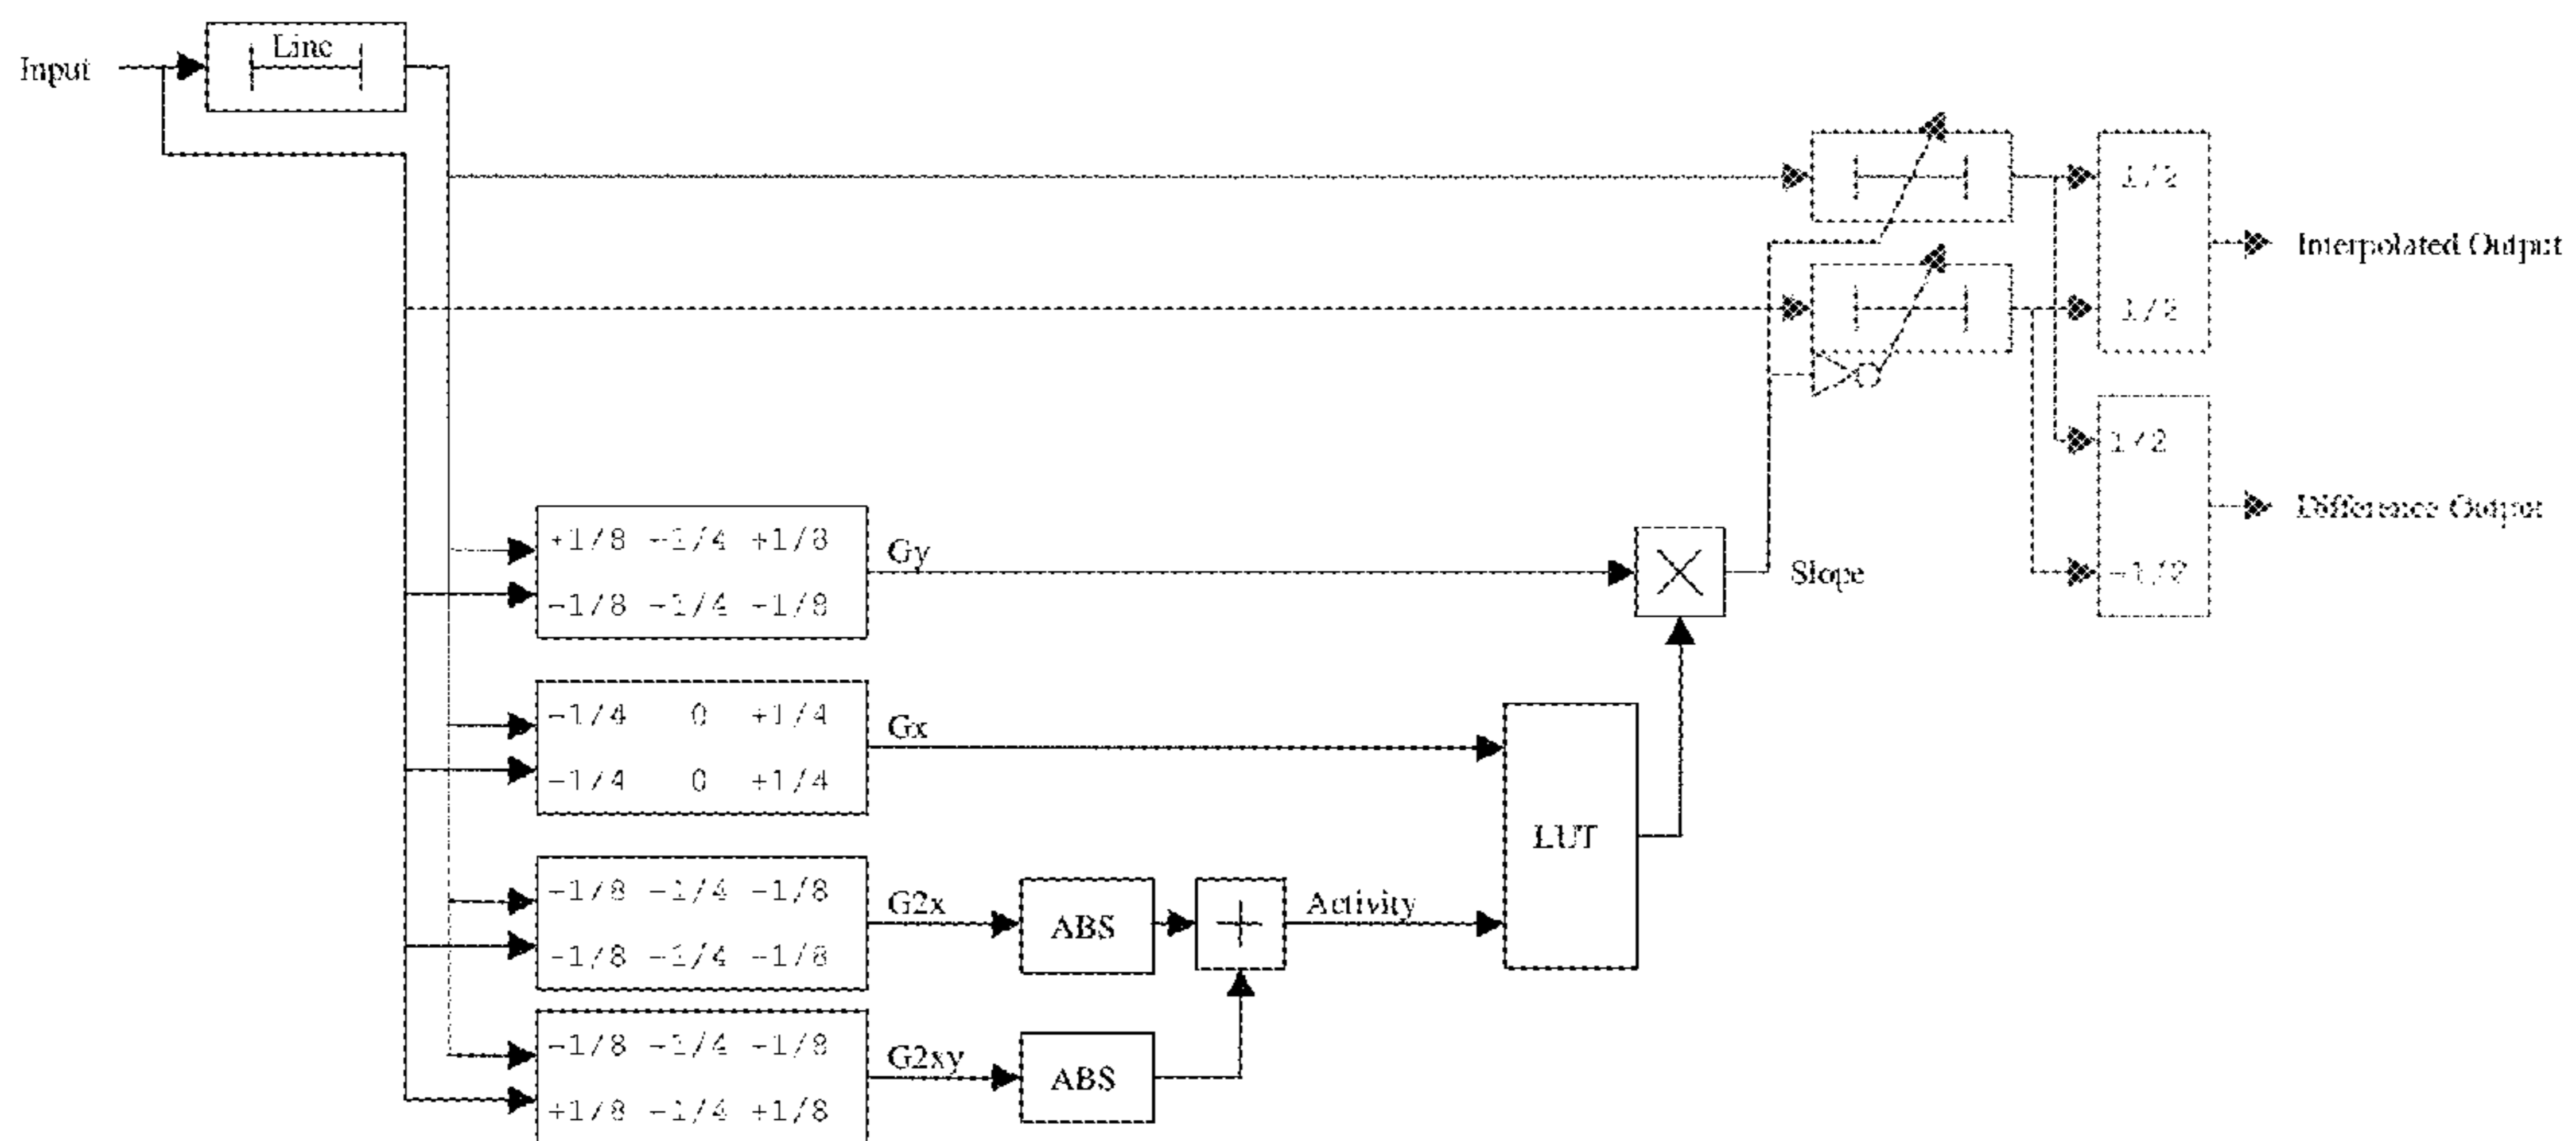 Line
Input
1/2
Interpolated Output
1/2
1/2
Difference Output
-1/2
+1/8 -1/4 +1/8
-1/8 -1/4 -1/8
Gy
Slope
-1/4 0 +1/4
-1/4 0 +1/4
Gx
LUT
-1/8 -1/4 -1/8
-1/8 -1/4 -1/8
G2x
ABS
Activity
-1/8 -1/4 -1/8
+1/8 -1/4 +1/8
G2xy
ABS